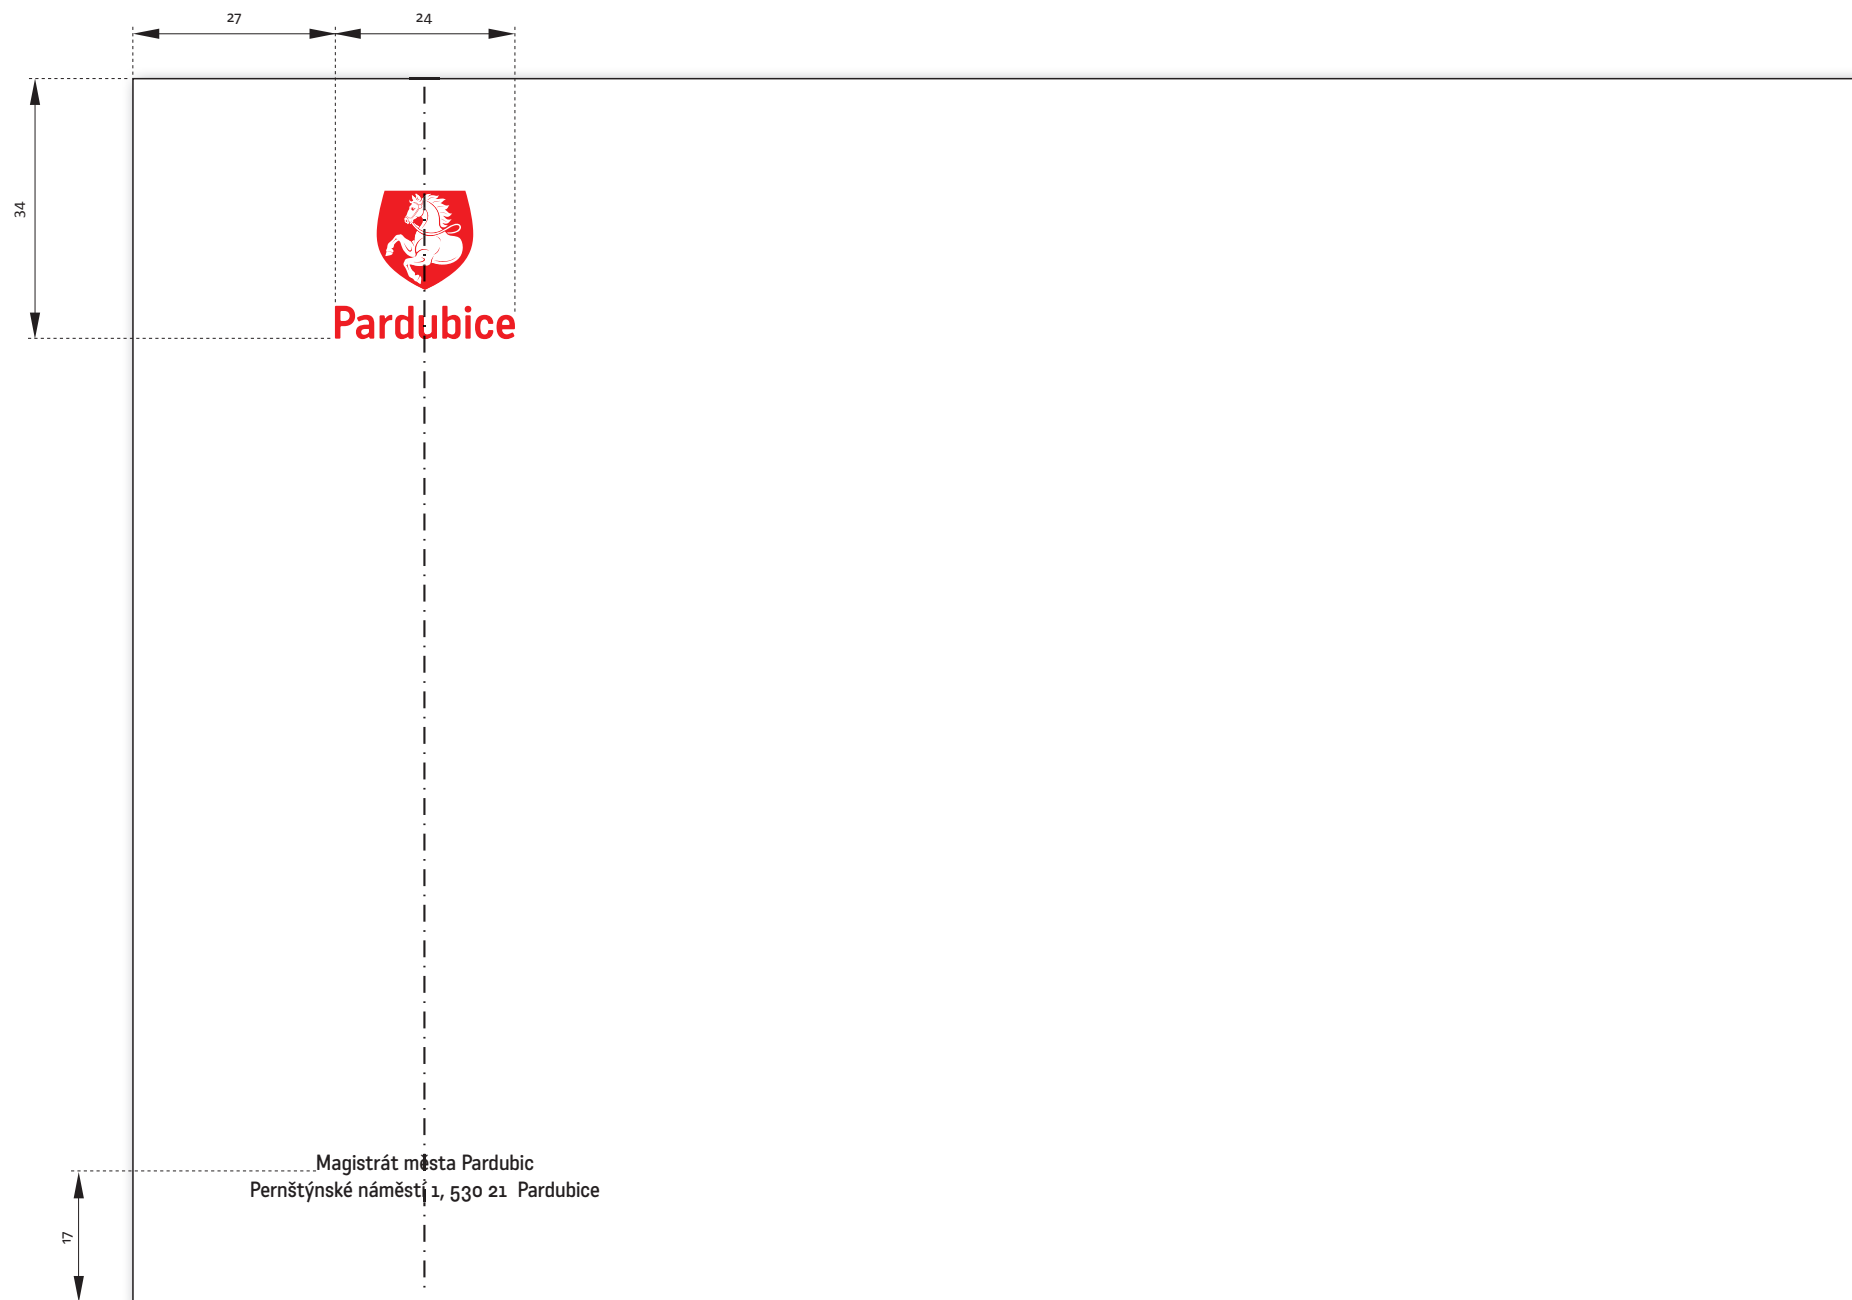 27
24
34
Pardubice
Magistrát města Pardubic
Pernštýnské náměstí 1, 530 21 Pardubice
17